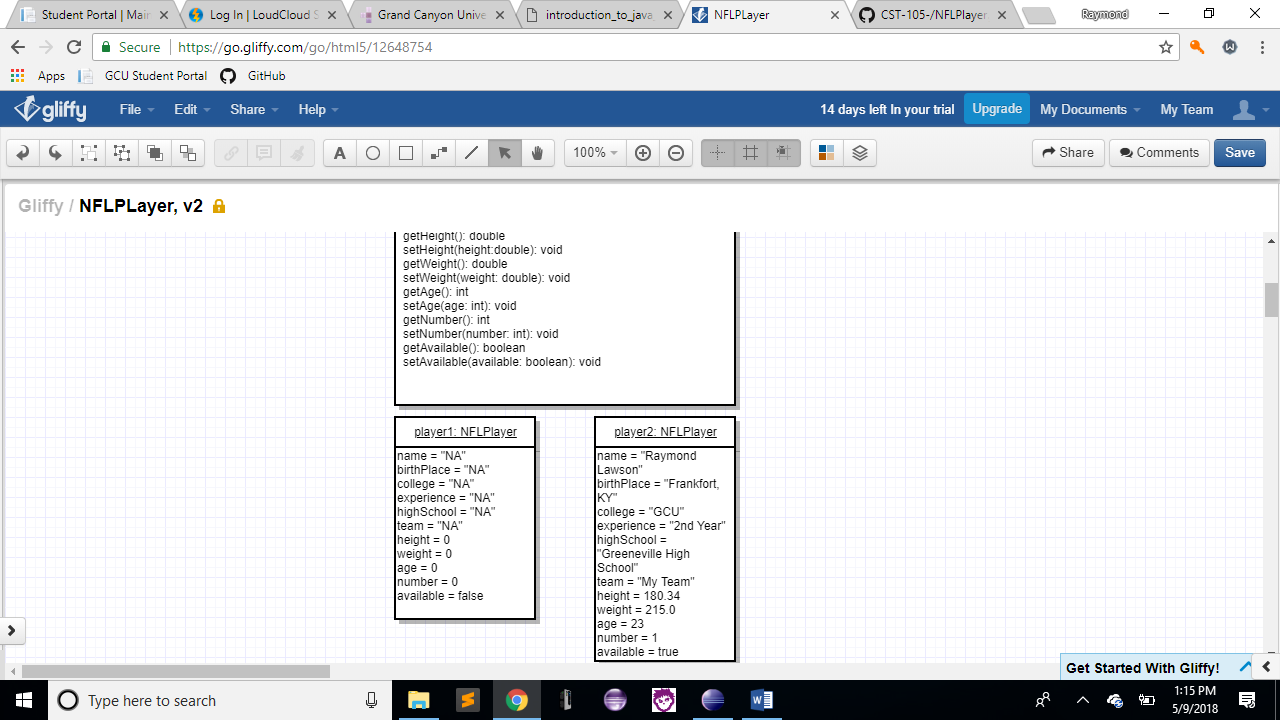 Student Portal | Main
Log In | LoudCloud S
Grand Canyon Unive
introduction_to_java_
NFLPlayer
CST-105-/NFLPlayer.
Raymond
Secure
https://go.gliffy.com/go/html5/12648754
Apps
GCU Student Portal
GitHub
gliffy
File
Edit
Share
Help
14 days left In your trial
Upgrade
My Documents
My Team
A
100%
Share
Comments
Save
Gliffy / NFLPLayer, v2
getHeight(): double
setHeight(height:double): void
getWeight(): double
setWeight(weight: double): void
getAge(): int
setAge(age: int): void
getNumber(): int
setNumber(number: int): void
getAvailable(): boolean
setAvailable(available: boolean): void
player1: NFLPlayer
name = "NA"
birthPlace = "NA"
college = "NA"
experience = "NA"
highSchool = "NA"
team = "NA"
height = 0
weight = 0
age = 0
number = 0
available = false
player2: NFLPlayer
name = "Raymond
Lawson"
birthPlace = "Frankfort,
KY"
college = "GCU"
experience = "2nd Year"
highSchool =
"Greeneville High
School"
team = "My Team"
height = 180.34
weight = 215.0
age = 23
number = 1
available = true
Get Started With Gliffy!
Type here to search
1:15 PM
5/9/2018